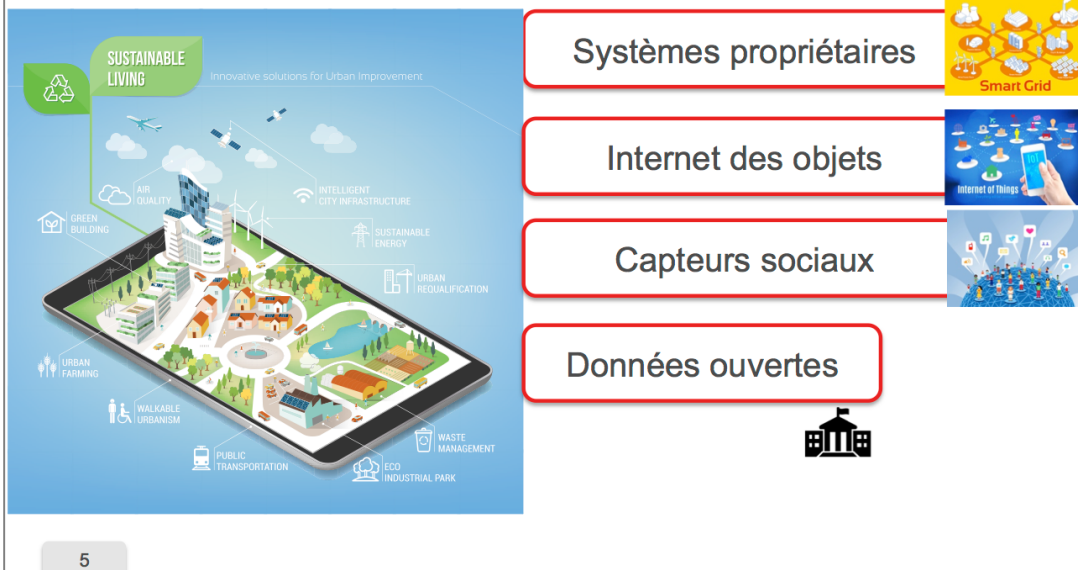 SUSTAINABLE
LIVING
Innovative solutions for Urban Improvement
AIR
QUALITY
INTELLIGENT
CITY INFRASTRUCTURE
GREEN
BUILDING
SUSTAINABLE
ENERGY
URBAN
REQUALIFICATION
URBAN
FARMING
WALKABLE
URBANISM
PUBLIC
TRANSPORTATION
WASTE
MANAGEMENT
ECO
INDUSTRIAL PARK
Systèmes propriétaires
Smart Grid
Internet des objets
IoT
Internet of Things
Capteurs sociaux
Données ouvertes
5